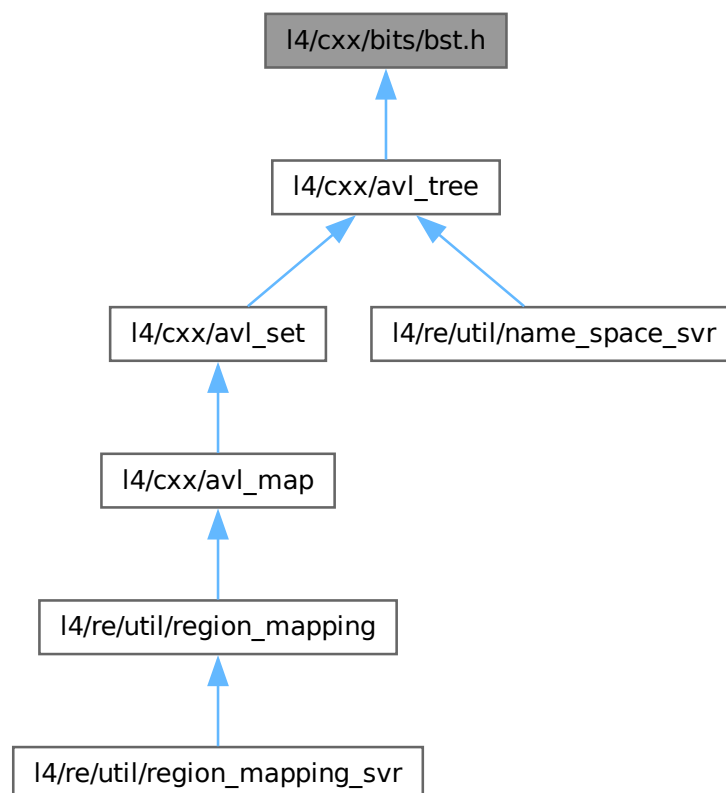 l4/cxx/bits/bst.h
l4/cxx/avl_tree
l4/cxx/avl_set
l4/re/util/name_space_svr
l4/cxx/avl_map
l4/re/util/region_mapping
l4/re/util/region_mapping_svr